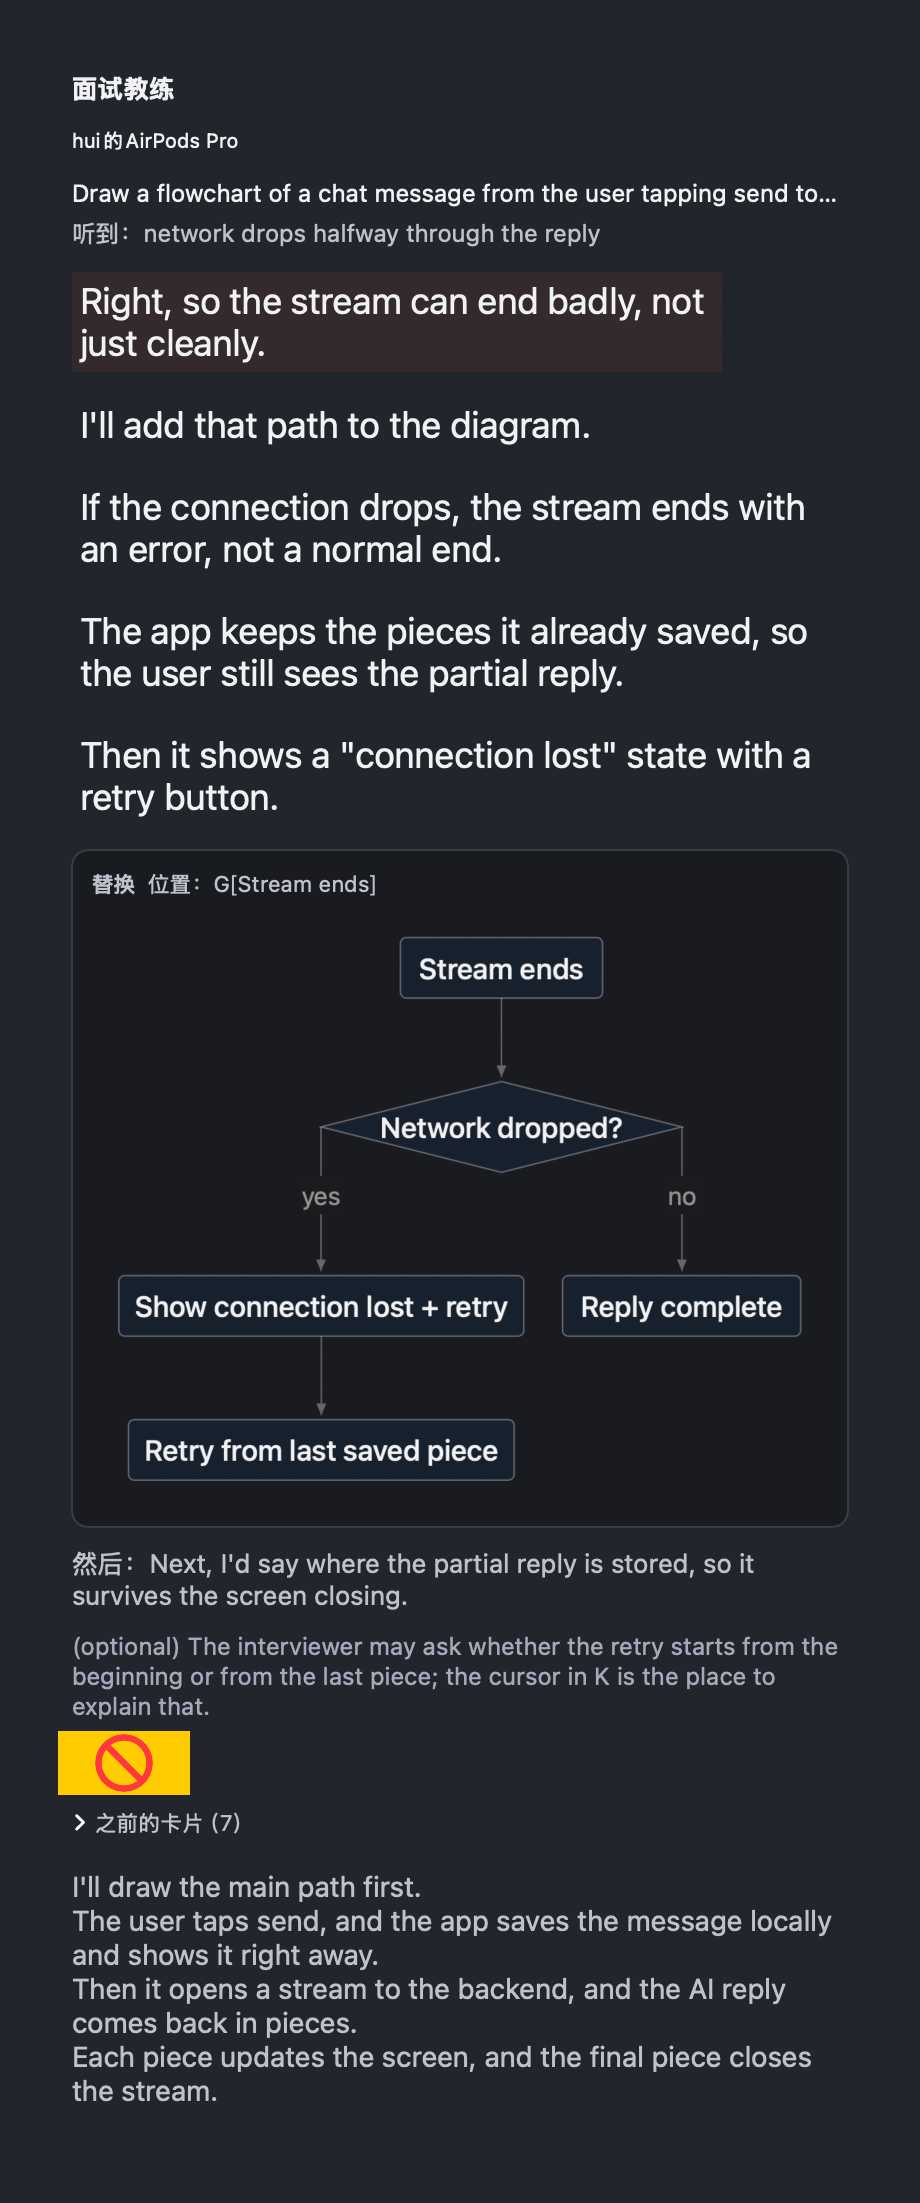 面试教练
hui的AirPods Pro
Draw a flowchart of a chat message from the user tapping send to...
听到：network drops halfway through the reply
Right, so the stream can end badly, not
just cleanly.
I'll add that path to the diagram.
If the connection drops, the stream ends with
an error, not a normal end.
The app keeps the pieces it already saved, so
the user still sees the partial reply.
Then it shows a "connection lost" state with a
retry button.
替换 位置：G[Stream ends]
Stream ends
Network dropped?
yes
no
Show connection lost + retry
Reply complete
Retry from last saved piece
然后：Next, I'd say where the partial reply is stored, so it
survives the screen closing.
(optional) The interviewer may ask whether the retry starts from the
beginning or from the last piece; the cursor in K is the place to
explain that.
之前的卡片 (7)
I'll draw the main path first.
The user taps send, and the app saves the message locally
and shows it right away.
Then it opens a stream to the backend, and the AI reply
comes back in pieces.
Each piece updates the screen, and the final piece closes
the stream.